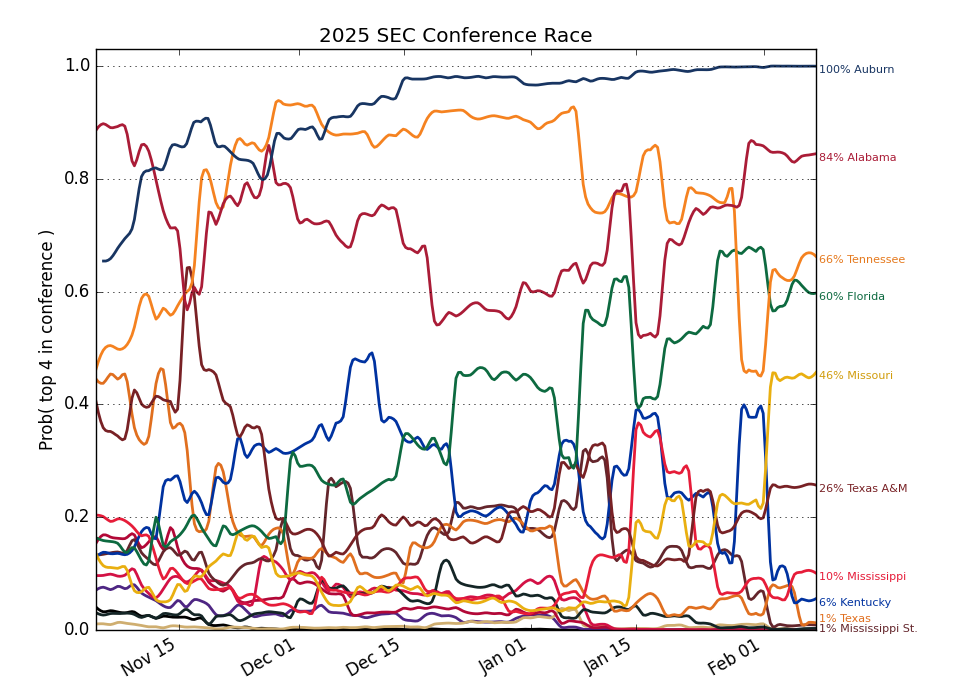 2025 SEC Conference Race
1.0
0.8
0.6
0.4
0.2
0.0
Prob( top 4 in conference )
Nov 15
Dec 01
Dec 15
Jan 01
Jan 15
Feb 01
100% Auburn
84% Alabama
66% Tennessee
60% Florida
46% Missouri
26% Texas A&M
10% Mississippi
6% Kentucky
1% Texas
1% Mississippi St.